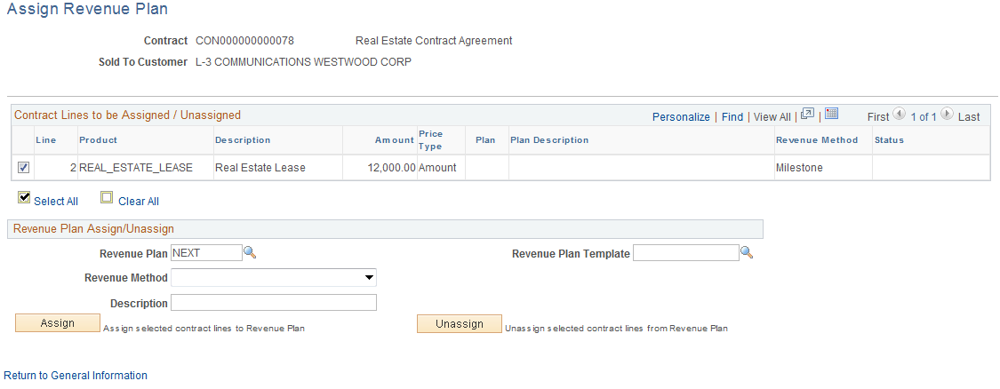 Assign Revenue Plan
Contract CON000000000078 Real Estate Contract Agreement
Sold To Customer L-3 COMMUNICATIONS WESTWOOD CORP
Contract Lines to be Assigned / Unassigned Personalize | Find | View All | | First 1 of 1 Last
Line Product Description Amount Price Type Plan Plan Description Revenue Method Status
2 REAL_ESTATE_LEASE Real Estate Lease 12,000.00 Amount Milestone
Select All Clear All
Revenue Plan Assign/Unassign
Revenue Plan NEXT Revenue Plan Template
Revenue Method
Description
Assign Assign selected contract lines to Revenue Plan Unassign Unassign selected contract lines from Revenue Plan
Return to General Information